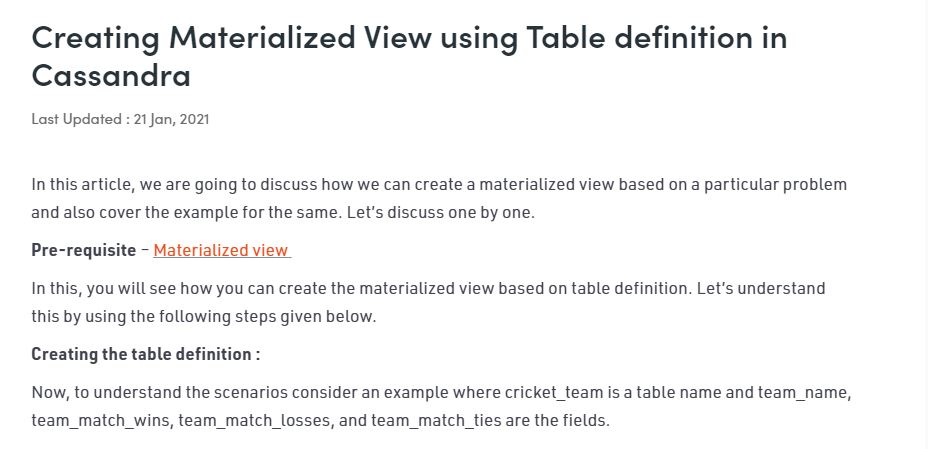 Creating Materialized View using Table definition in
Cassandra
Last Updated : 21 Jan, 2021
In this article, we are going to discuss how we can create a materialized view based on a particular problem
and also cover the example for the same. Let’s discuss one by one.
Pre-requisite – Materialized view
In this, you will see how you can create the materialized view based on table definition. Let’s understand
this by using the following steps given below.
Creating the table definition :
Now, to understand the scenarios consider an example where cricket_team is a table name and team_name,
team_match_wins, team_match_losses, and team_match_ties are the fields.